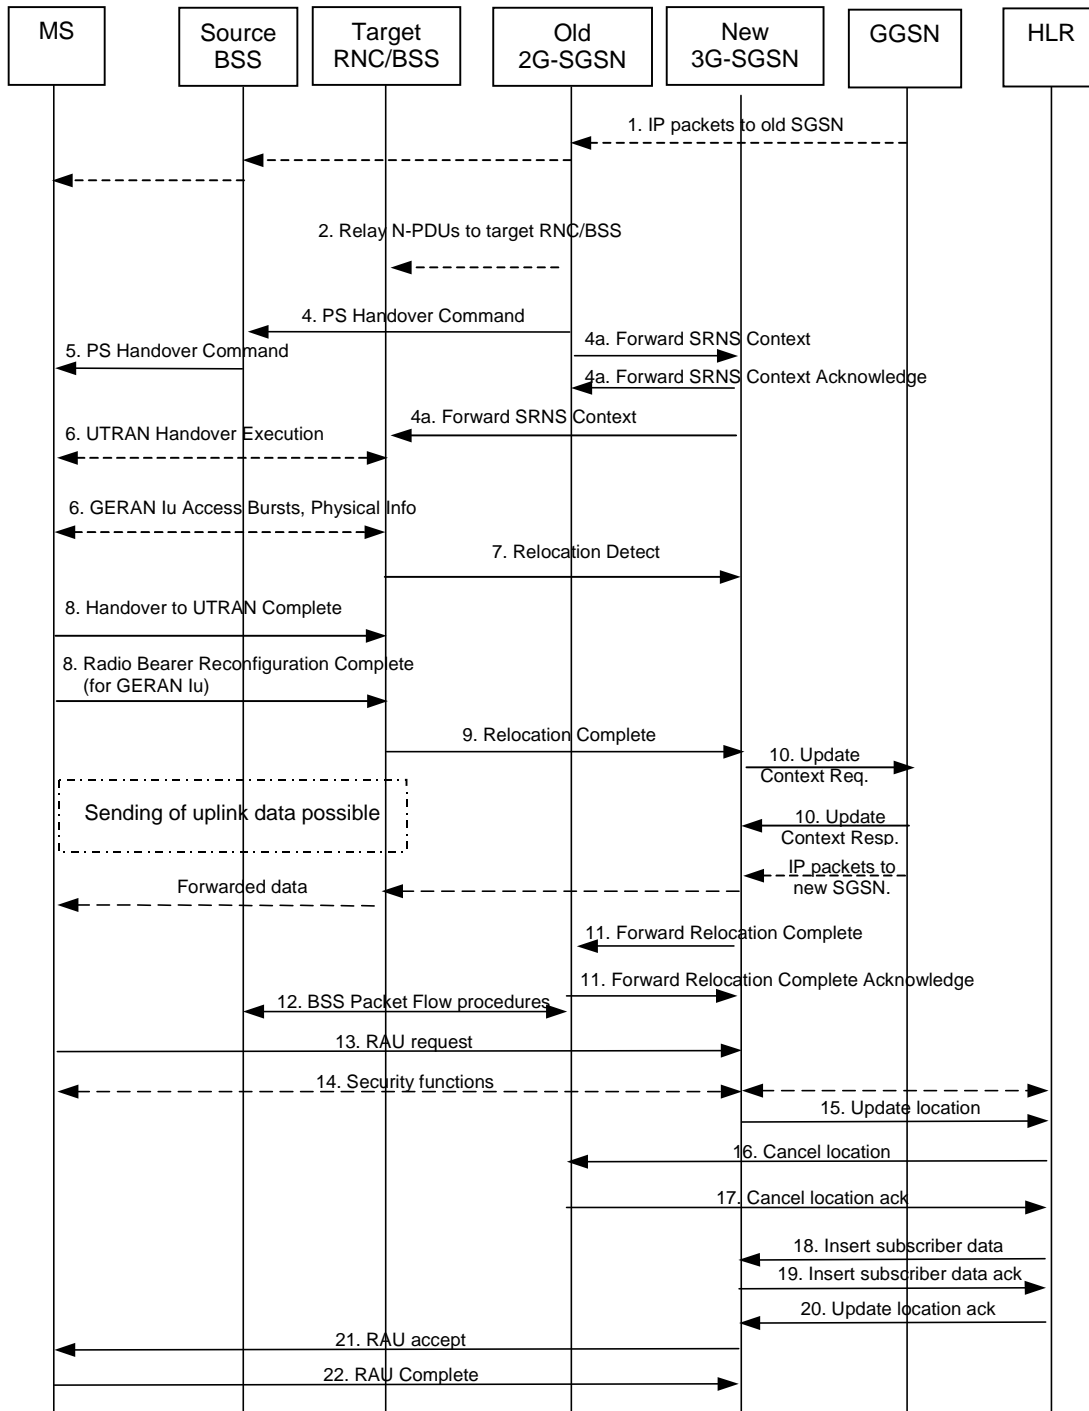 MS
Source
BSS
Target
RNC/BSS
Old
2G-SGSN
New
3G-SGSN
GGSN
HLR
1. IP packets to old SGSN
2. Relay N-PDUs to target RNC/BSS
4. PS Handover Command
4a. Forward SRNS Context
5. PS Handover Command
4a. Forward SRNS Context Acknowledge
4a. Forward SRNS Context
6. UTRAN Handover Execution
6. GERAN Iu Access Bursts, Physical Info
7. Relocation Detect
8. Handover to UTRAN Complete
8. Radio Bearer Reconfiguration Complete
(for GERAN Iu)
9. Relocation Complete
10. Update
Context Req.
Sending of uplink data possible
10. Update
Context Resp.
IP packets to
new SGSN.
Forwarded data
11. Forward Relocation Complete
11. Forward Relocation Complete Acknowledge
12. BSS Packet Flow procedures
13. RAU request
14. Security functions
15. Update location
16. Cancel location
17. Cancel location ack
18. Insert subscriber data
19. Insert subscriber data ack
20. Update location ack
21. RAU accept
22. RAU Complete